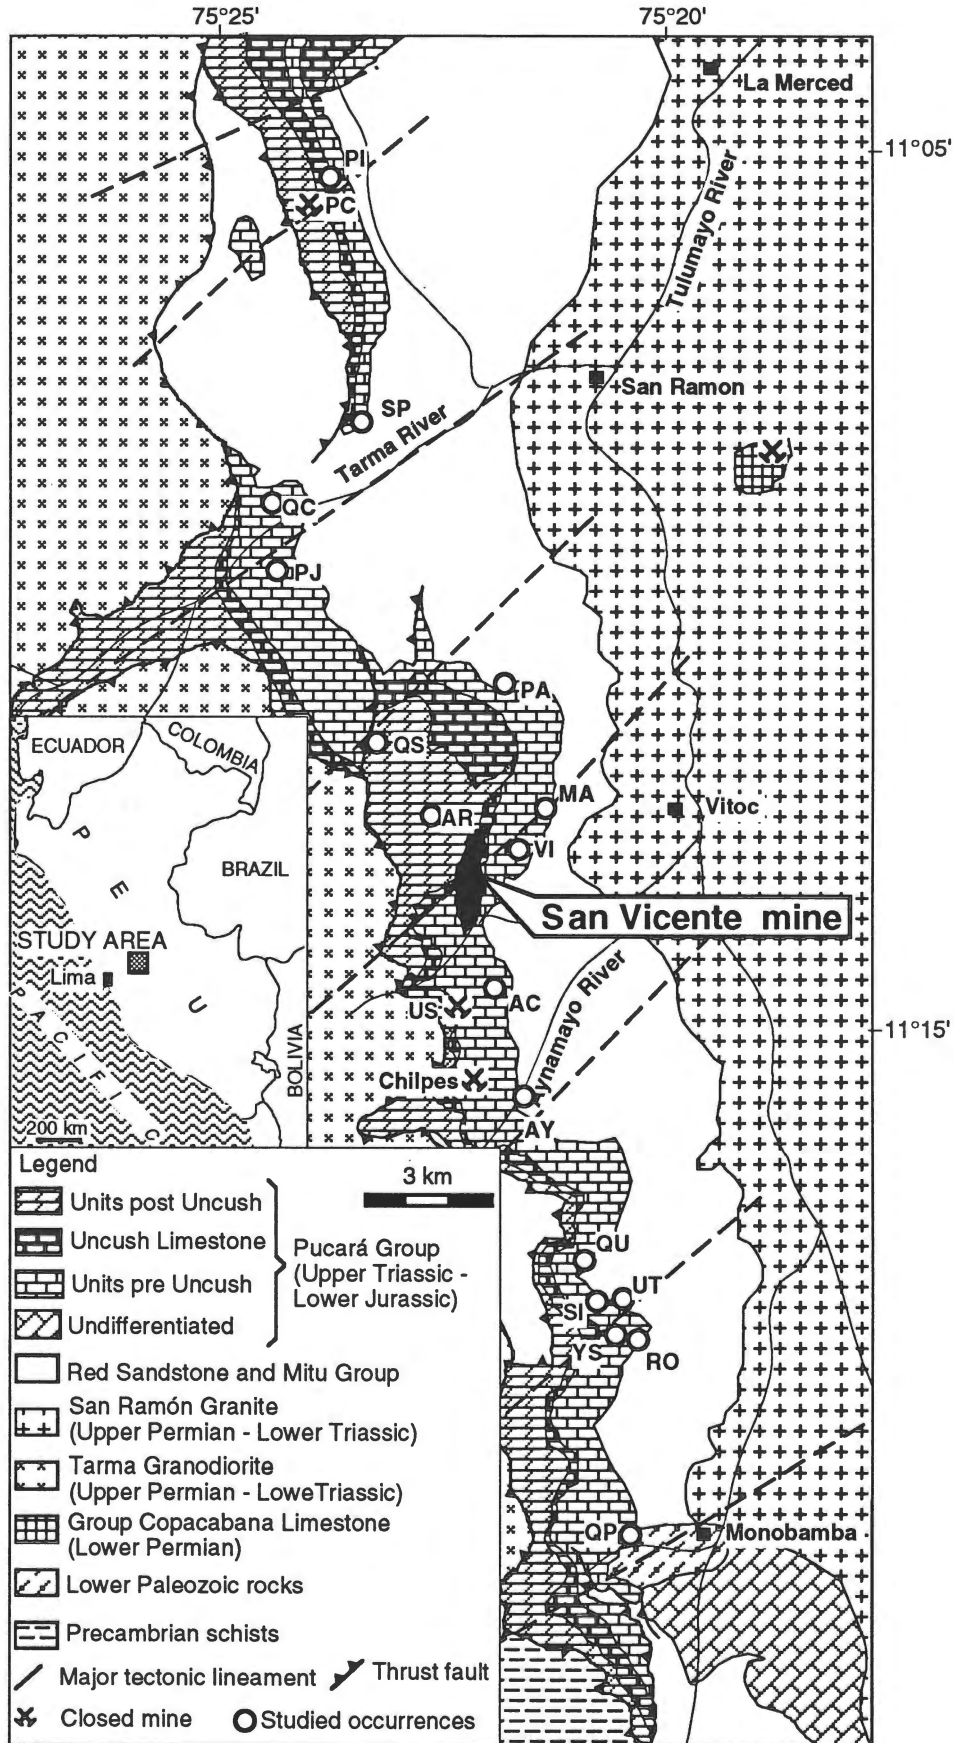 75°25'
75°20'
La Merced
11°05'
PI
PC
Tulumayo River
San Ramon
SP
Tarma River
QC
PJ
PA
QS
ECUADOR
COLOMBIA
MA
Vitoc
AR
VI
P E R U
BRAZIL
San Vicente mine
STUDY AREA
Lima
AC
US
Aynamayo River
PACIFIC
BOLIVIA
11°15'
Chilpes
AY
200 km
Legend
3 km
Units post Uncush
Uncush Limestone
Units pre Uncush
Undifferentiated
Pucará Group
(Upper Triassic -
Lower Jurassic)
QU
UT
SI
YS
RO
Red Sandstone and Mitu Group
San Ramón Granite
(Upper Permian - Lower Triassic)
Tarma Granodiorite
(Upper Permian - LoweTriassic)
Group Copacabana Limestone
(Lower Permian)
QP
Monobamba
Lower Paleozoic rocks
Precambrian schists
Major tectonic lineament
Thrust fault
Closed mine
Studied occurrences